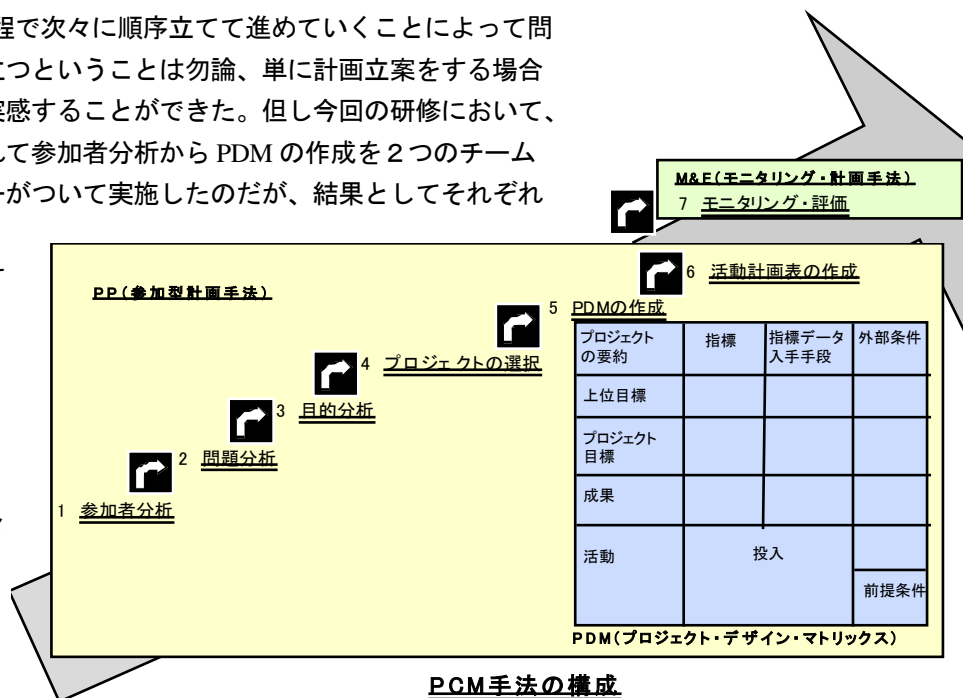 程で次々に順序立てて進めていくことによって問
立つということは勿論、単に計画立案をする場合
実感することができた。但し今回の研修において、
して参加者分析から PDM の作成を２つのチーム
ーがついて実施したのだが、結果としてそれぞれ
M&E(モニタリング・計画手法)
7 モニタリング・評価
PP(参加型計画手法)
6 活動計画表の作成
5 PDMの作成
4 プロジェクトの選択
3 目的分析
2 問題分析
1 参加者分析
プロジェクト
の要約
指標
指標データ
入手手段
外部条件
上位目標
プロジェクト
目標
成果
活動
投入
前提条件
PDM(プロジェクト・デザイン・マトリックス)
PCM手法の構成